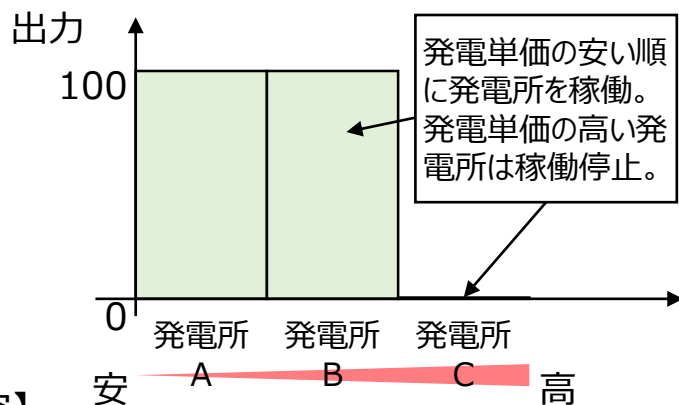 出力
100
発電単価の安い順
に発電所を稼働。
発電単価の高い発
電所は稼働停止。
0
発電所 発電所 発電所
A B C
安 高
】